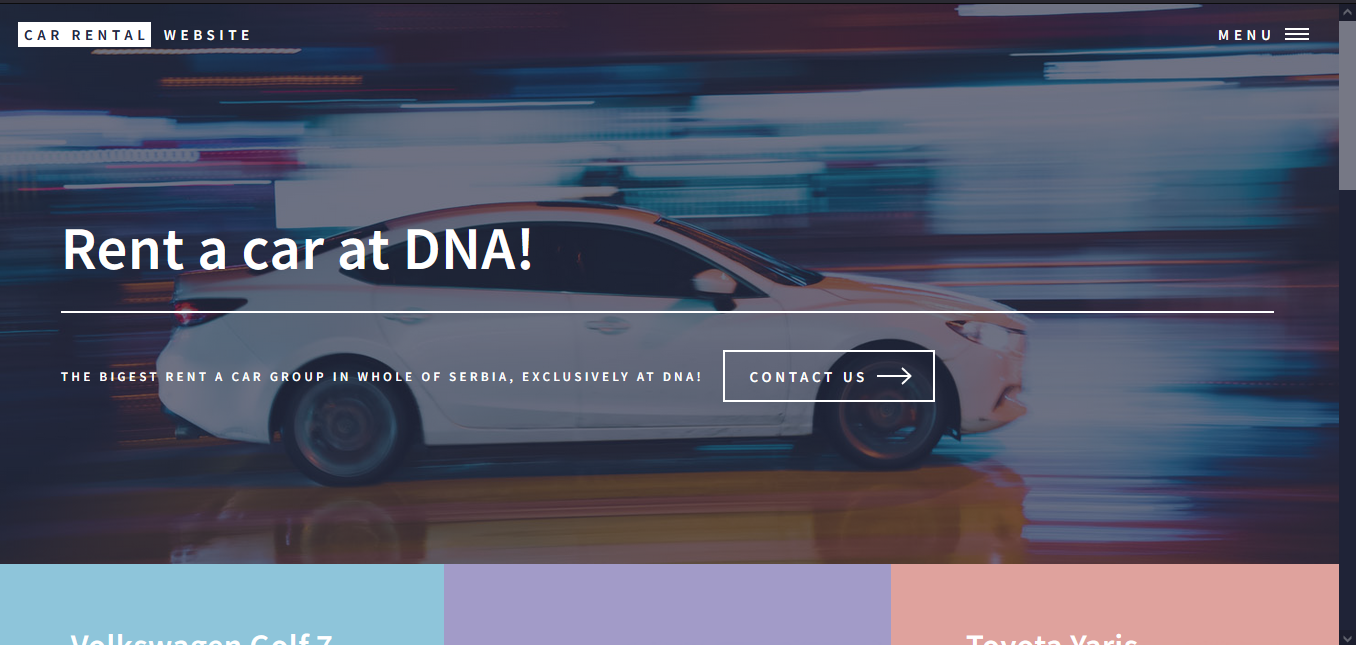 CAR RENTAL WEBSITE
MENU
Rent a car at DNA!
THE BIGEST RENT A CAR GROUP IN WHOLE OF SERBIA, EXCLUSIVELY AT DNA!
CONTACT US
Volkswagen Golf 7
Toyota Yaris